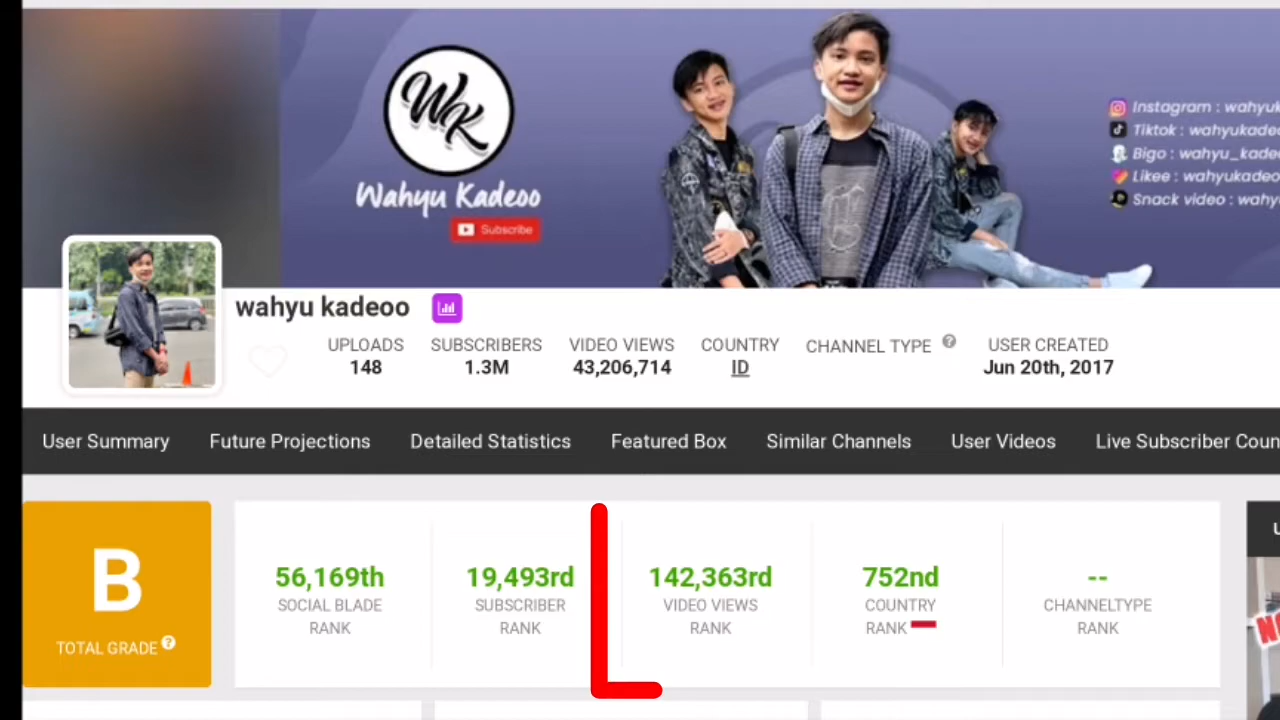 WK
Wahyu Kadeoo
Subscribe
Instagram : wahyuk
Tiktok : wahyukadeo
Bigo : wahyu_kade
Likee : wahyukadeo
Snack video : wahy
wahyu kadeoo
UPLOADS SUBSCRIBERS VIDEO VIEWS COUNTRY CHANNEL TYPE ? USER CREATED
148 1.3M 43,206,714 ID Jun 20th, 2017
User Summary Future Projections Detailed Statistics Featured Box Similar Channels User Videos Live Subscriber Coun
B
TOTAL GRADE ?
56,169th 19,493rd 142,363rd 752nd --
SOCIAL BLADE SUBSCRIBER VIDEO VIEWS COUNTRY CHANNELTYPE
RANK RANK RANK RANK RANK